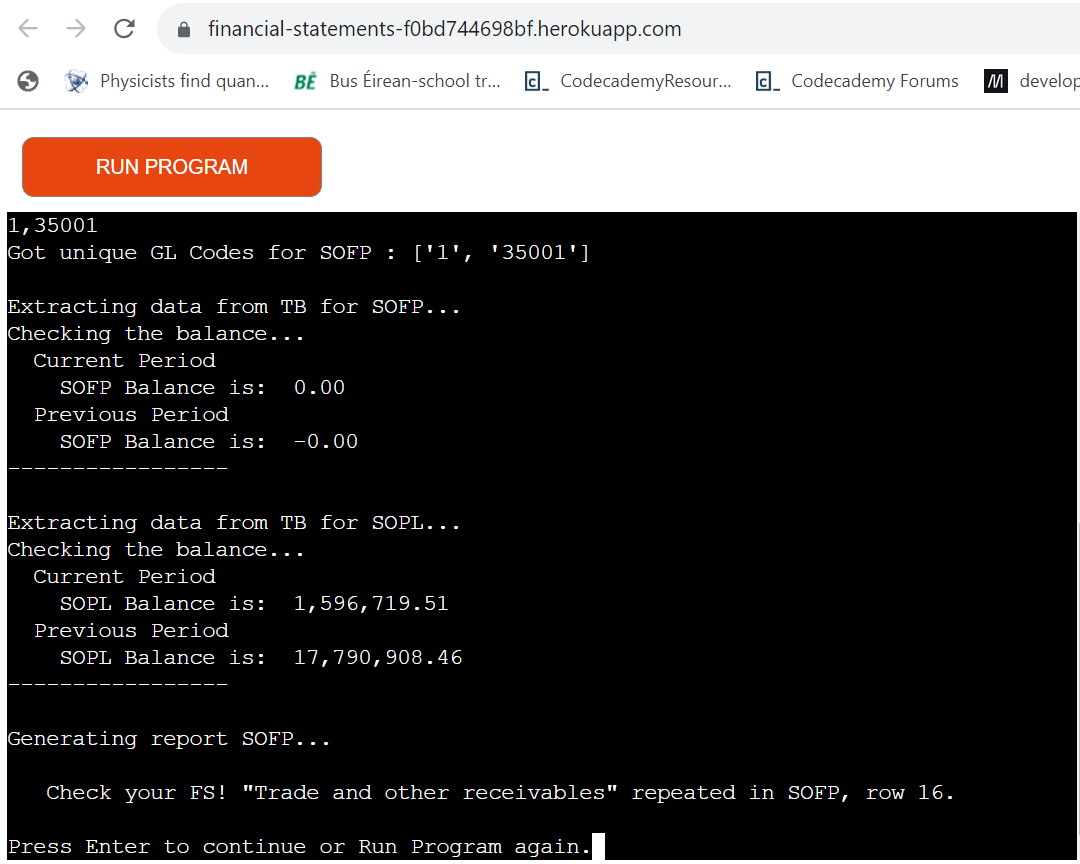 financial-statements-f0bd744698bf.herokuapp.com
Physicists find quan... BÉ Bus Éirean-school tr... c_ CodecademyResour... c_ Codecademy Forums M develop
RUN PROGRAM
1,35001
Got unique GL Codes for SOFP : ['1', '35001']
Extracting data from TB for SOFP...
Checking the balance...
  Current Period
    SOFP Balance is:  0.00
  Previous Period
    SOFP Balance is:  -0.00
-----------------
Extracting data from TB for SOPL...
Checking the balance...
  Current Period
    SOPL Balance is:  1,596,719.51
  Previous Period
    SOPL Balance is:  17,790,908.46
-----------------
Generating report SOFP...
   Check your FS! "Trade and other receivables" repeated in SOFP, row 16.
Press Enter to continue or Run Program again.